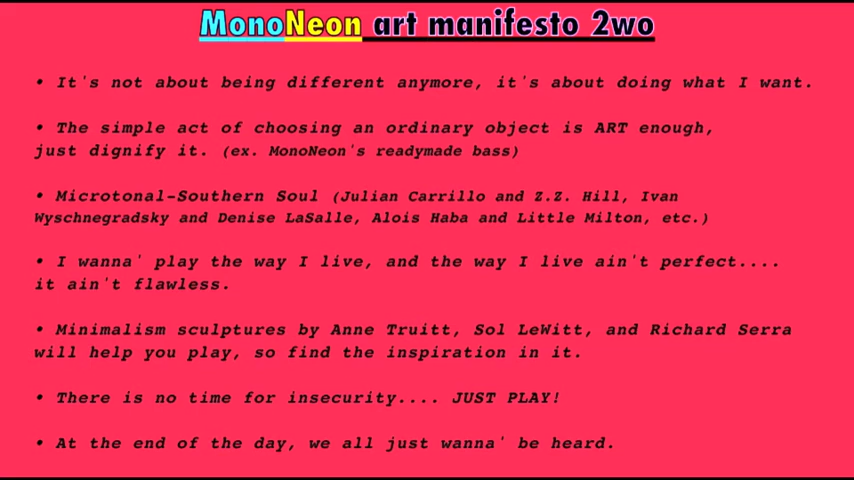 MonoNeon art manifesto 2wo
• It's not about being different anymore, it's about doing what I want.
• The simple act of choosing an ordinary object is ART enough,
just dignify it. (ex. MonoNeon's readymade bass)
• Microtonal-Southern Soul (Julian Carrillo and Z.Z. Hill, Ivan
Wyschnegradsky and Denise LaSalle, Alois Haba and Little Milton, etc.)
• I wanna' play the way I live, and the way I live ain't perfect....
it ain't flawless.
• Minimalism sculptures by Anne Truitt, Sol LeWitt, and Richard Serra
will help you play, so find the inspiration in it.
• There is no time for insecurity.... JUST PLAY!
• At the end of the day, we all just wanna' be heard.